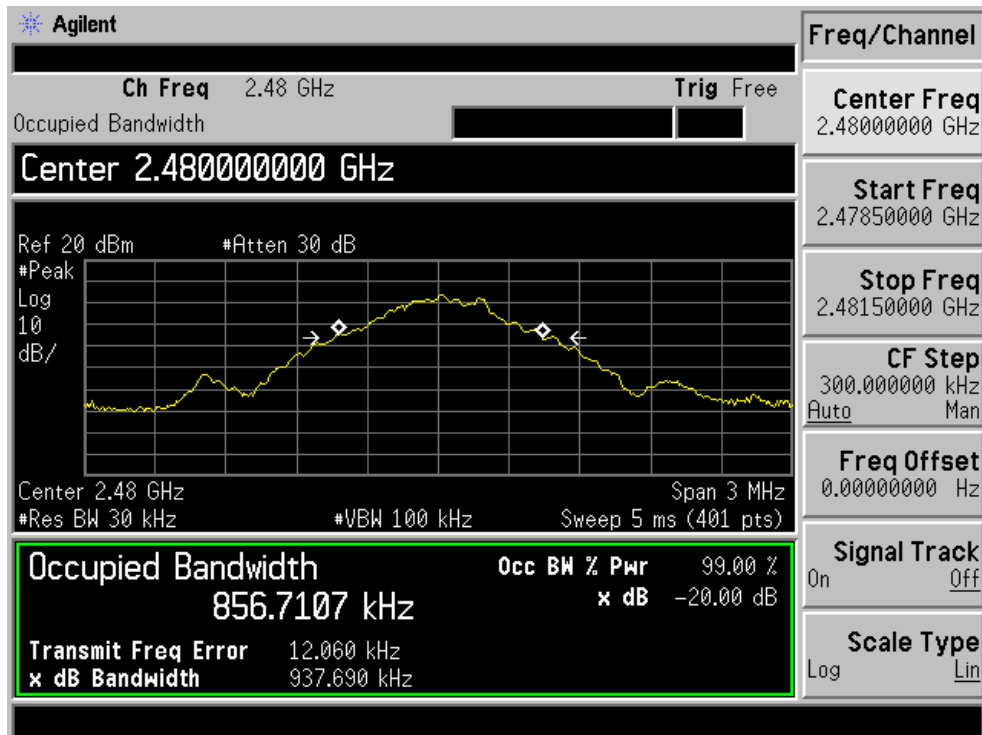 Agilent
Freq/Channel
Ch Freq 2.48 GHz Trig Free
Occupied Bandwidth
Center 2.480000000 GHz
Ref 20 dBm #Atten 30 dB
#Peak
Log
10
dB/
Center 2.48 GHz Span 3 MHz
#Res BW 30 kHz #VBW 100 kHz Sweep 5 ms (401 pts)
Occupied Bandwidth Occ BW % Pwr 99.00 %
856.7107 kHz x dB -20.00 dB
Transmit Freq Error 12.060 kHz
x dB Bandwidth 937.690 kHz
Center Freq
2.48000000 GHz
Start Freq
2.47850000 GHz
Stop Freq
2.48150000 GHz
CF Step
300.000000 kHz
Auto Man
Freq Offset
0.00000000 Hz
Signal Track
On Off
Scale Type
Log Lin